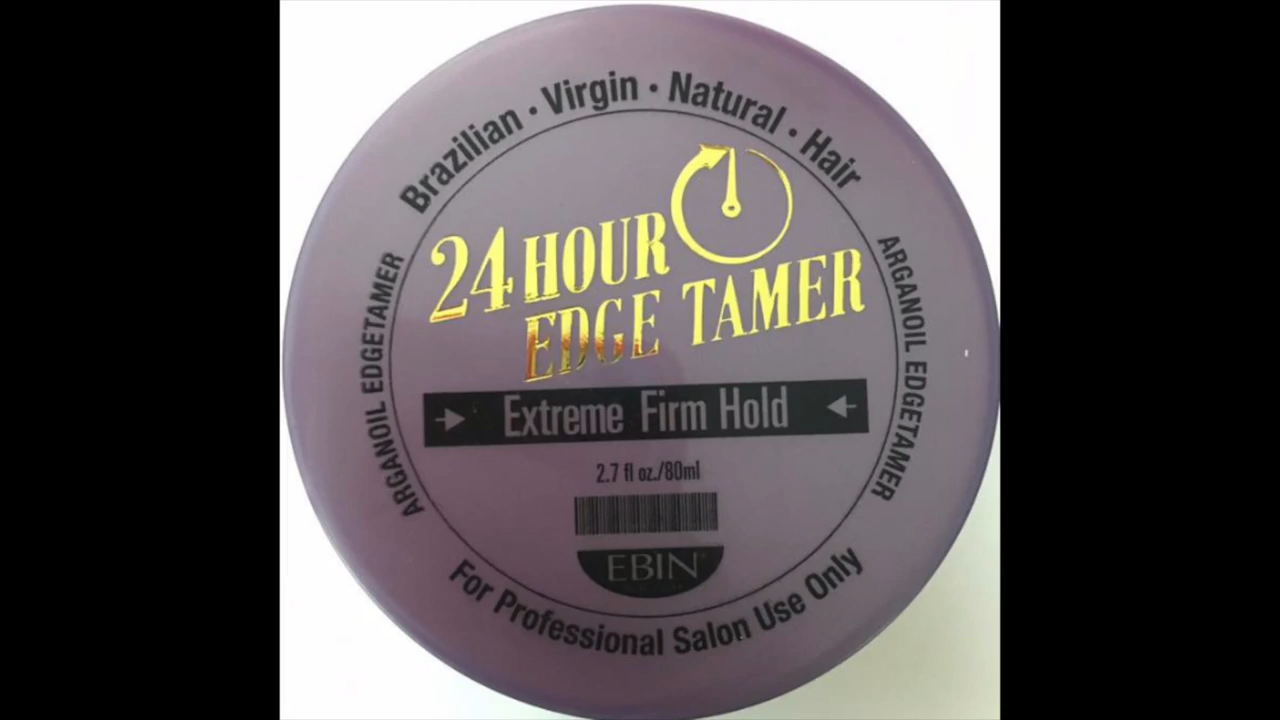 Brazilian · Virgin · Natural · Hair
24 HOUR
EDGE TAMER
ARGANOIL EDGETAMER
ARGANOIL EDGETAMER
Extreme Firm Hold
2.7 fl oz./80ml
EBIN®
For Professional Salon Use Only